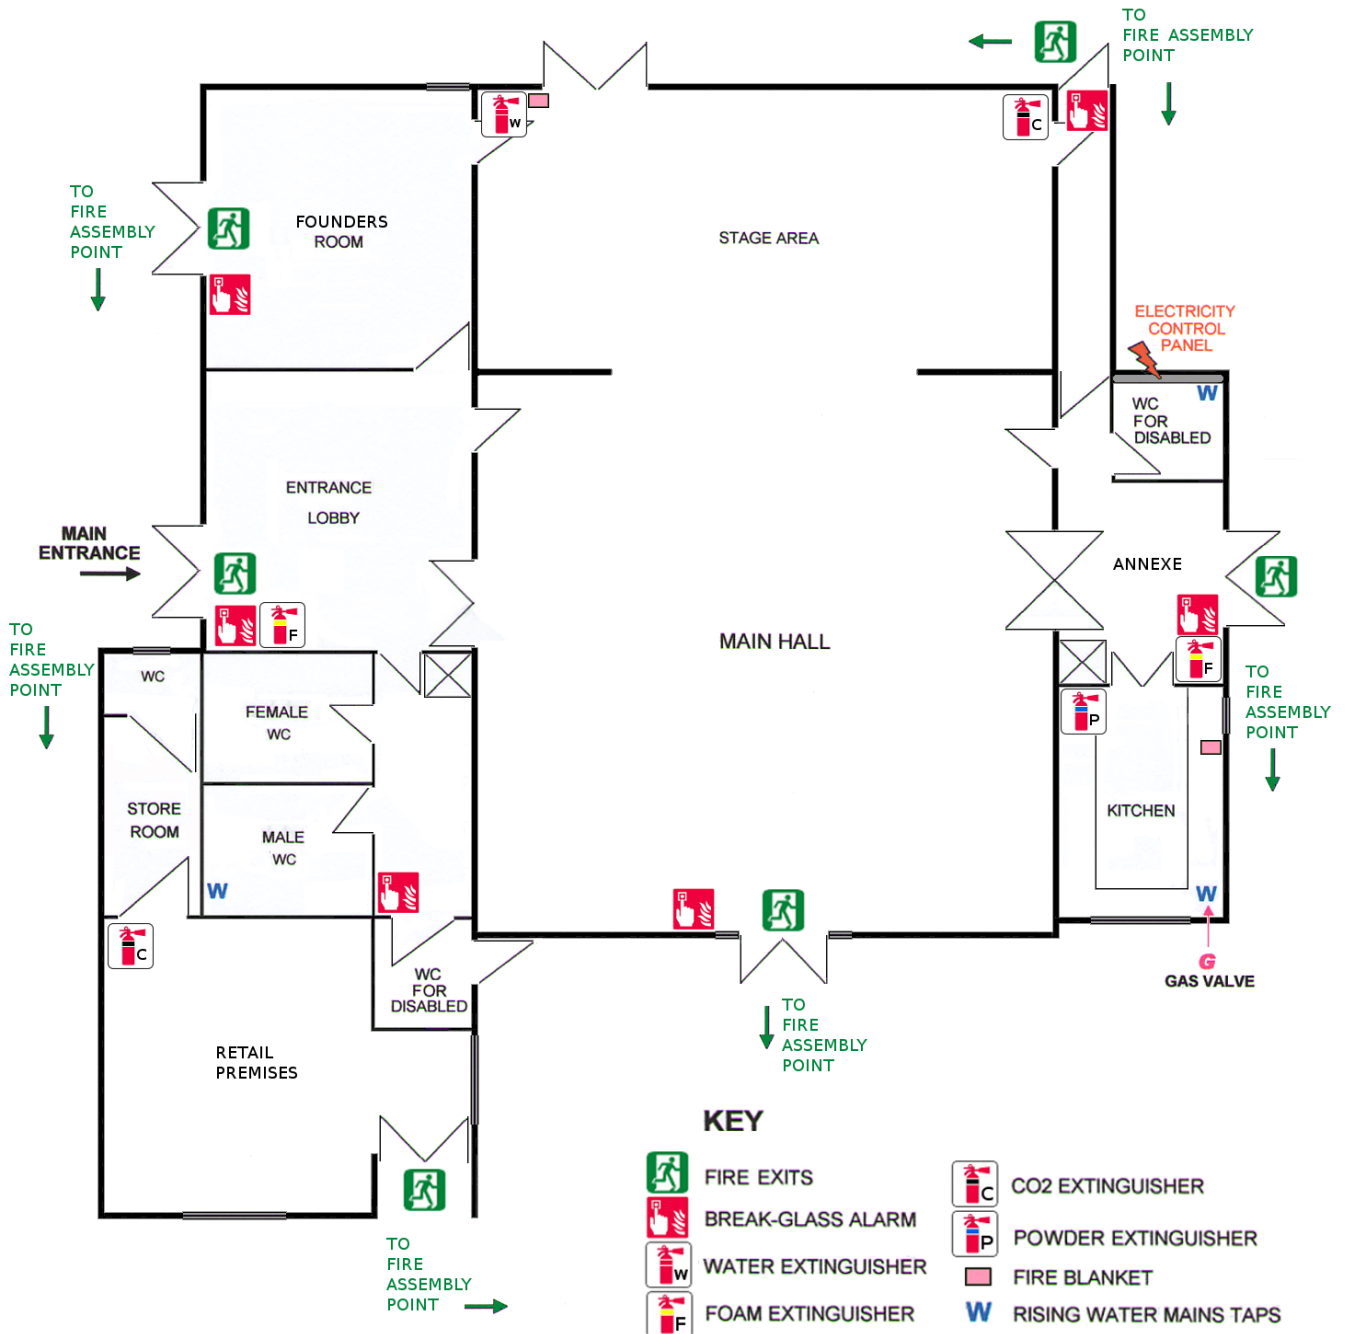 TO
FIRE ASSEMBLY
POINT
W
C
TO
FIRE
ASSEMBLY
POINT
FOUNDERS
ROOM
STAGE AREA
ELECTRICITY
CONTROL
PANEL
W
WC
FOR
DISABLED
ENTRANCE
LOBBY
MAIN
ENTRANCE
ANNEXE
F
TO
FIRE
ASSEMBLY
POINT
MAIN HALL
F
WC
TO
FIRE
ASSEMBLY
POINT
FEMALE
WC
P
STORE
ROOM
KITCHEN
MALE
WC
W
W
C
G
GAS VALVE
WC
FOR
DISABLED
TO
FIRE
ASSEMBLY
POINT
RETAIL
PREMISES
KEY
FIRE EXITS
BREAK-GLASS ALARM
W WATER EXTINGUISHER
F FOAM EXTINGUISHER
C CO2 EXTINGUISHER
P POWDER EXTINGUISHER
FIRE BLANKET
W RISING WATER MAINS TAPS
TO
FIRE
ASSEMBLY
POINT